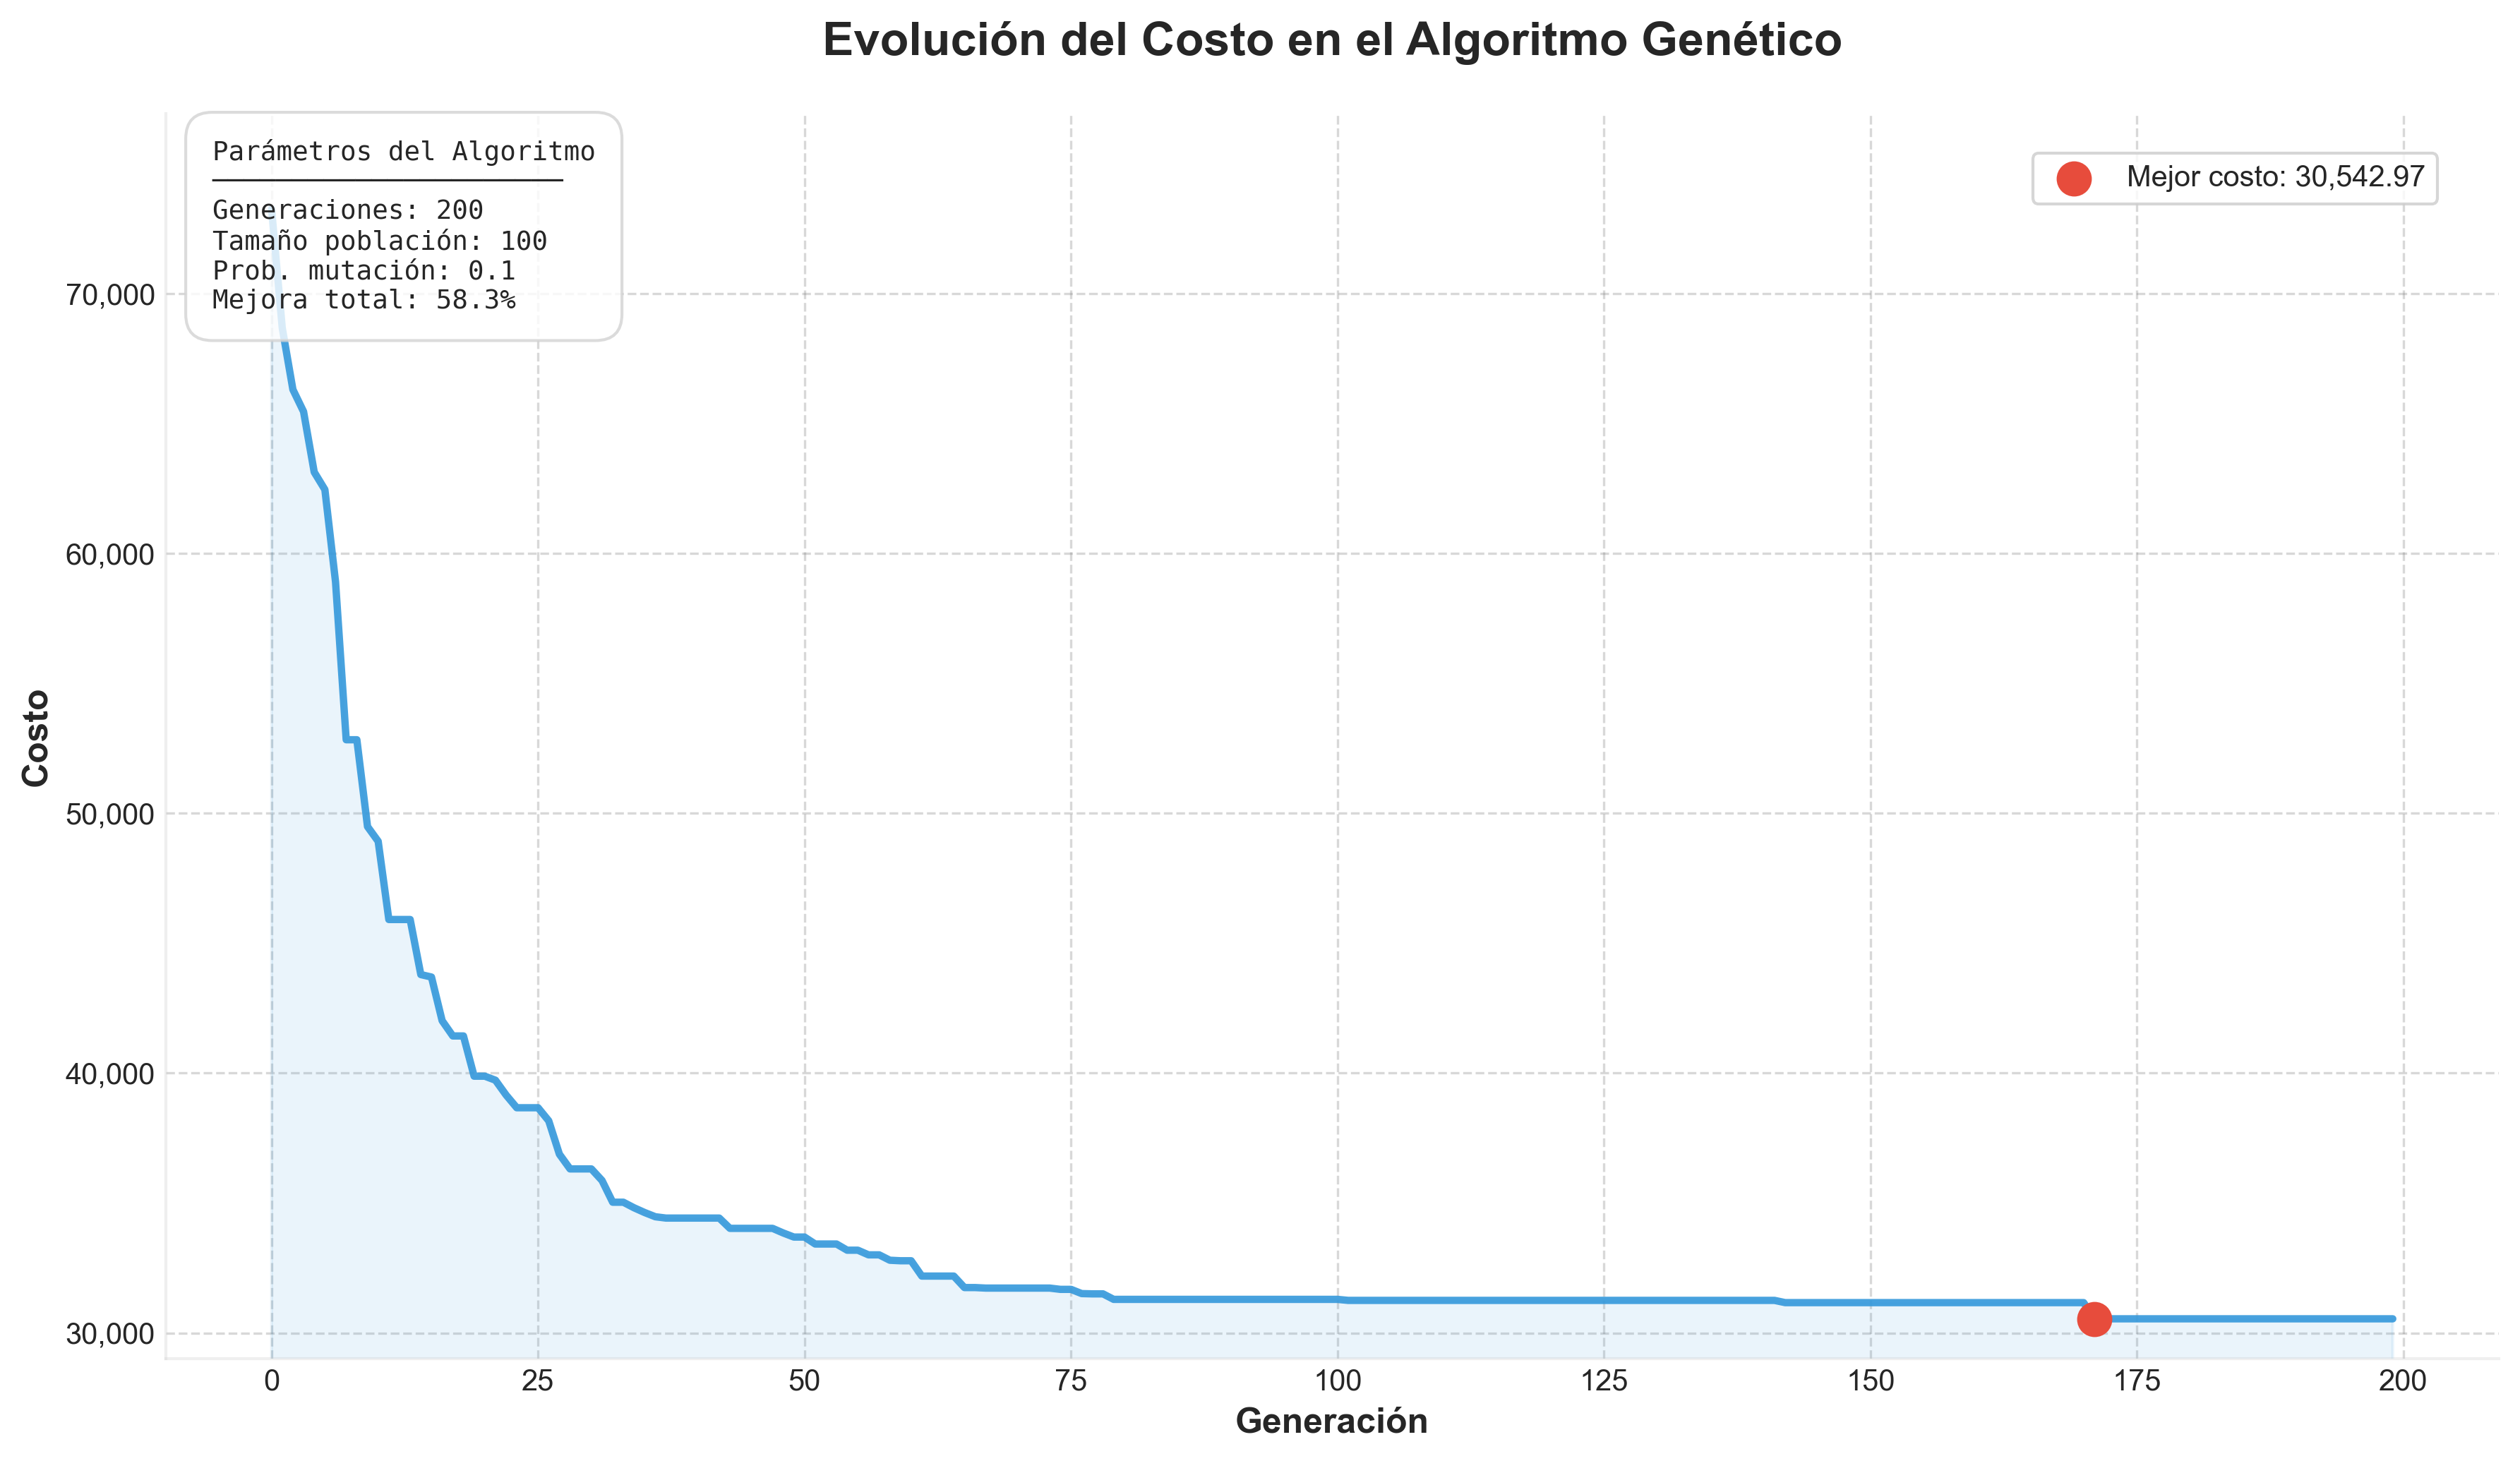 Evolución del Costo en el Algoritmo Genético
Parámetros del Algoritmo
Generaciones: 200
Tamaño población: 100
Prob. mutación: 0.1
Mejora total: 58.3%
Mejor costo: 30,542.97
Costo
70,000
60,000
50,000
40,000
30,000
0 25 50 75 100 125 150 175 200
Generación